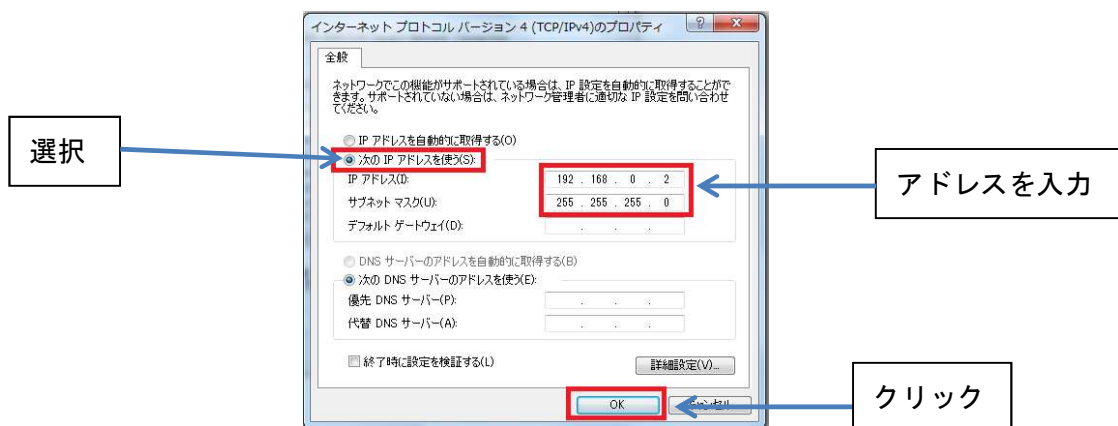 インターネット プロトコル バージョン 4 (TCP/IPv4)のプロパティ
全般
ネットワークでこの機能がサポートされている場合は、IP 設定を自動的に取得することがで
きます。サポートされていない場合は、ネットワーク管理者に適切な IP 設定を問い合わせ
てください。
IP アドレスを自動的に取得する(O)
選択
次の IP アドレスを使う(S):
IP アドレス(I):
192 . 168 . 0 . 2
アドレスを入力
サブネット マスク(U):
255 . 255 . 255 . 0
デフォルト ゲートウェイ(D):
DNS サーバーのアドレスを自動的に取得する(B)
次の DNS サーバーのアドレスを使う(E):
優先 DNS サーバー(P):
代替 DNS サーバー(A):
終了時に設定を検証する(L)
詳細設定(V)...
OK
キャンセル
クリック